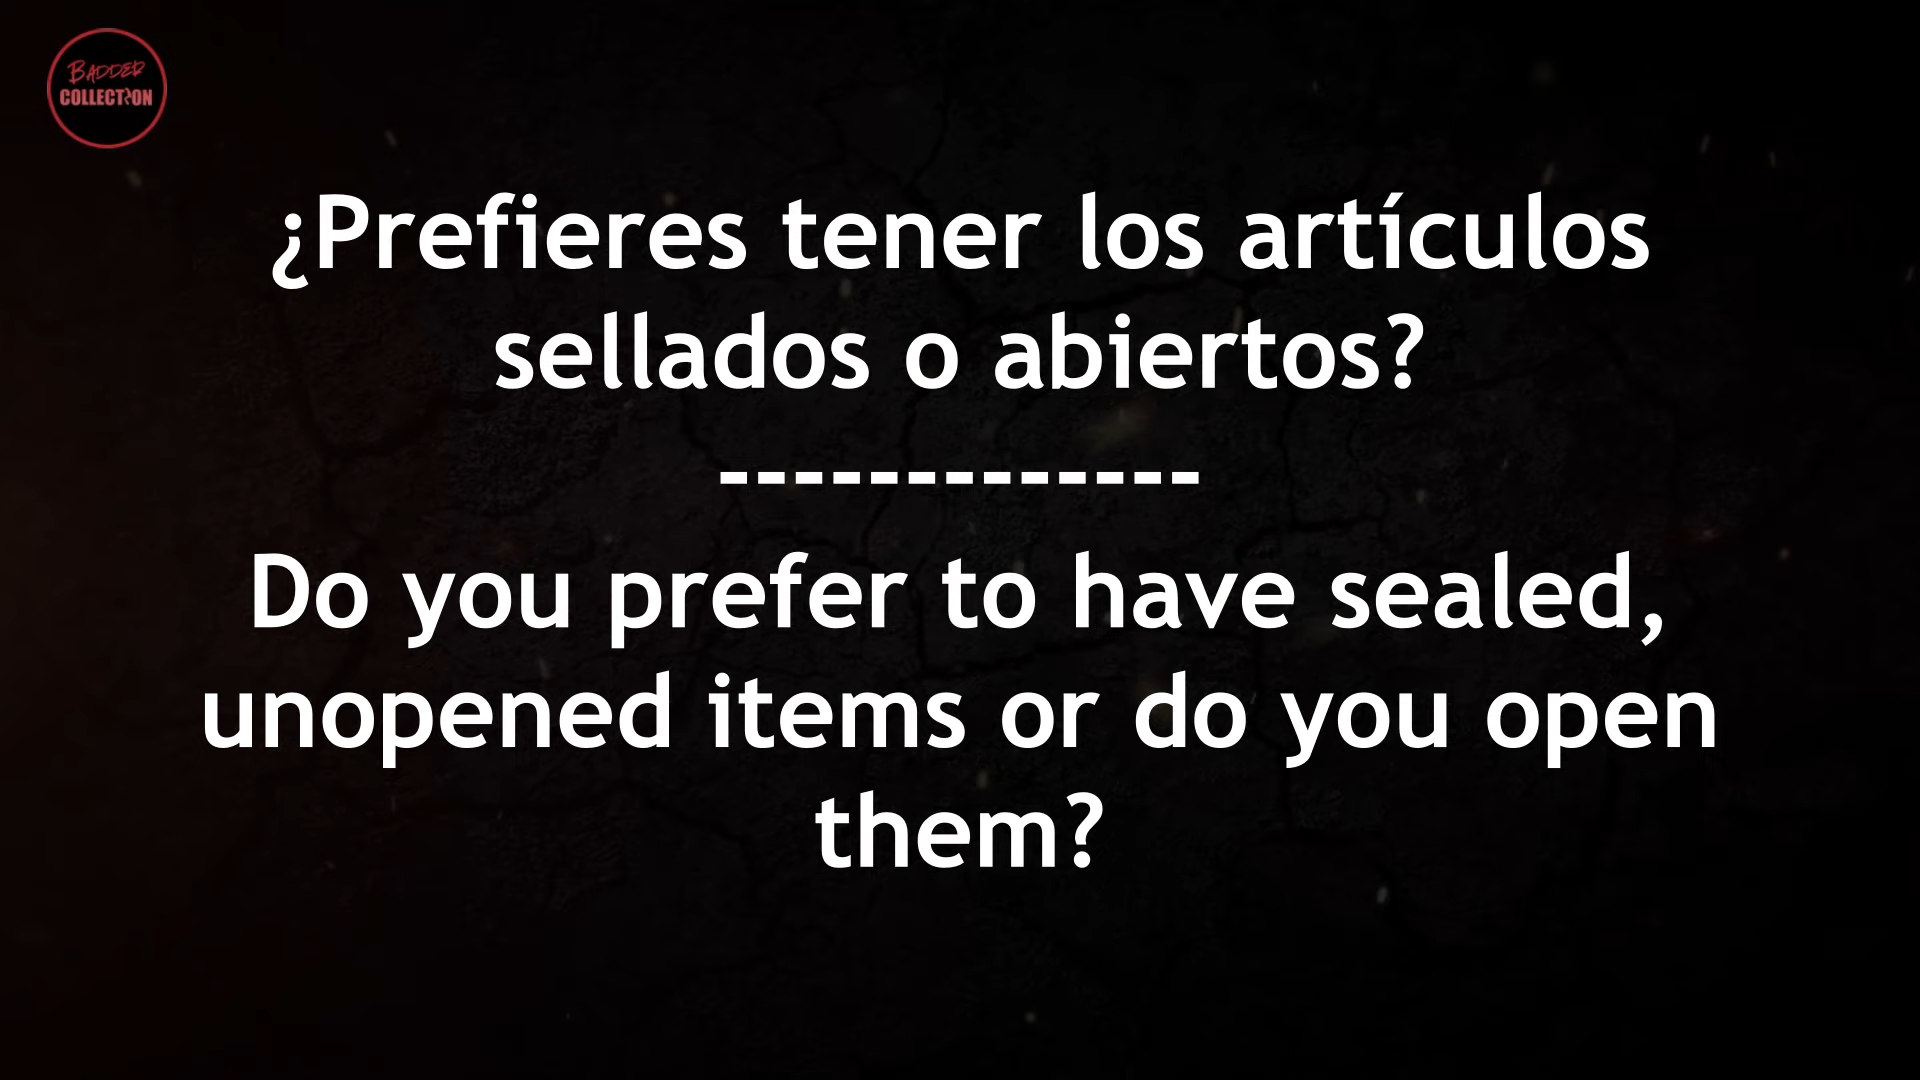 BADDER
COLLECTION
¿Prefieres tener los artículos
sellados o abiertos?
-------------
Do you prefer to have sealed,
unopened items or do you open
them?